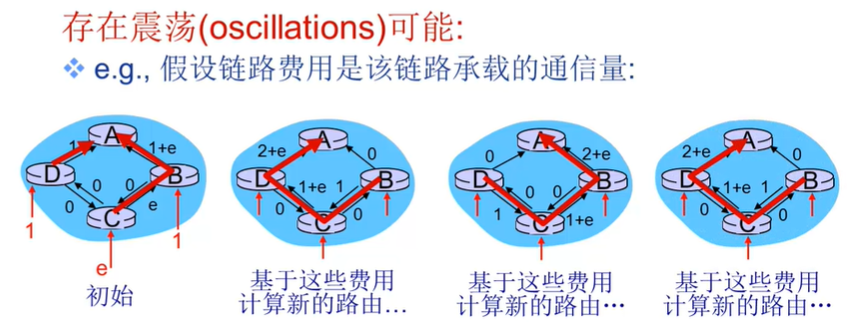 存在震荡(oscillations)可能:
e.g., 假设链路费用是该链路承载的通信量:
A
1
1+e
D
B
0
0
0
e
C
1
1
e
初始
A
2+e
0
D
B
1+e
1
0
0
C
基于这些费用
计算新的路由…
A
0
2+e
D
B
0
0
1
1+e
C
基于这些费用
计算新的路由…
A
2+e
0
D
B
1+e
1
0
0
C
基于这些费用
计算新的路由…